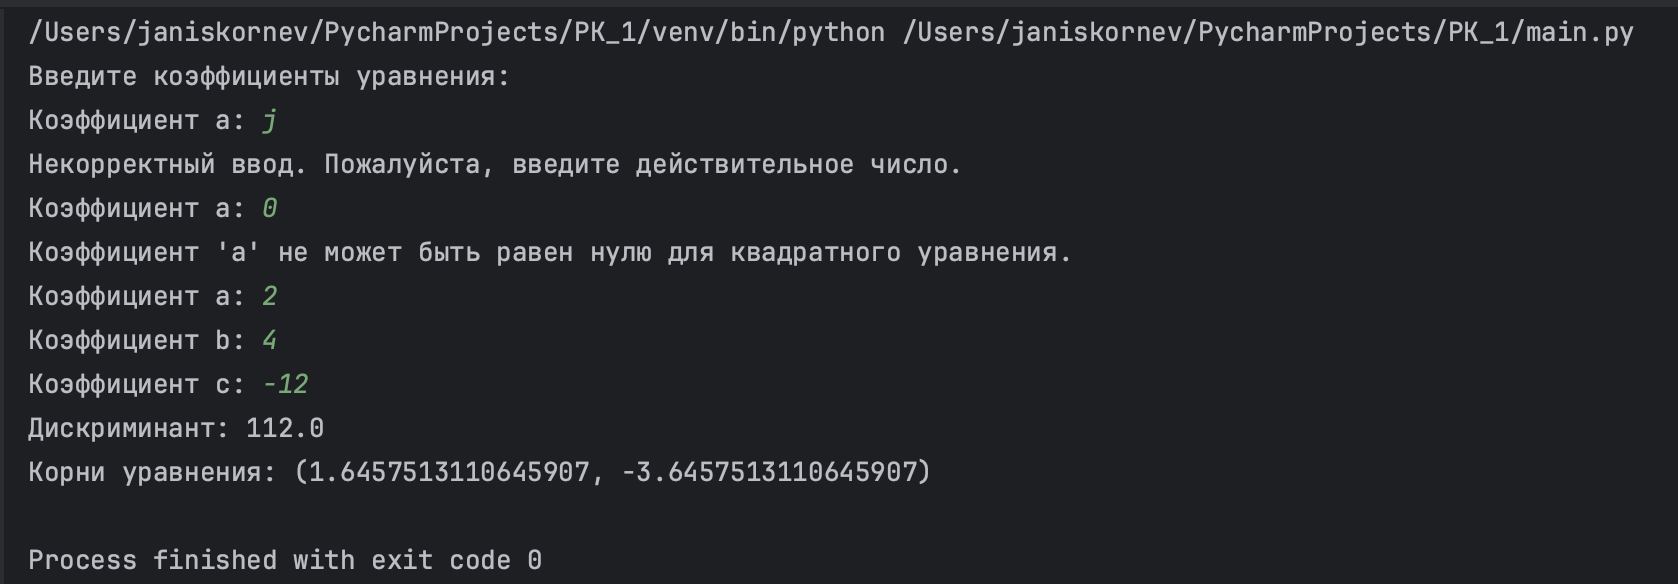 /Users/janiskornev/PycharmProjects/PK_1/venv/bin/python /Users/janiskornev/PycharmProjects/PK_1/main.py
Введите коэффициенты уравнения:
Коэффициент a: j
Некорректный ввод. Пожалуйста, введите действительное число.
Коэффициент a: 0
Коэффициент 'a' не может быть равен нулю для квадратного уравнения.
Коэффициент a: 2
Коэффициент b: 4
Коэффициент c: -12
Дискриминант: 112.0
Корни уравнения: (1.6457513110645907, -3.6457513110645907)
Process finished with exit code 0